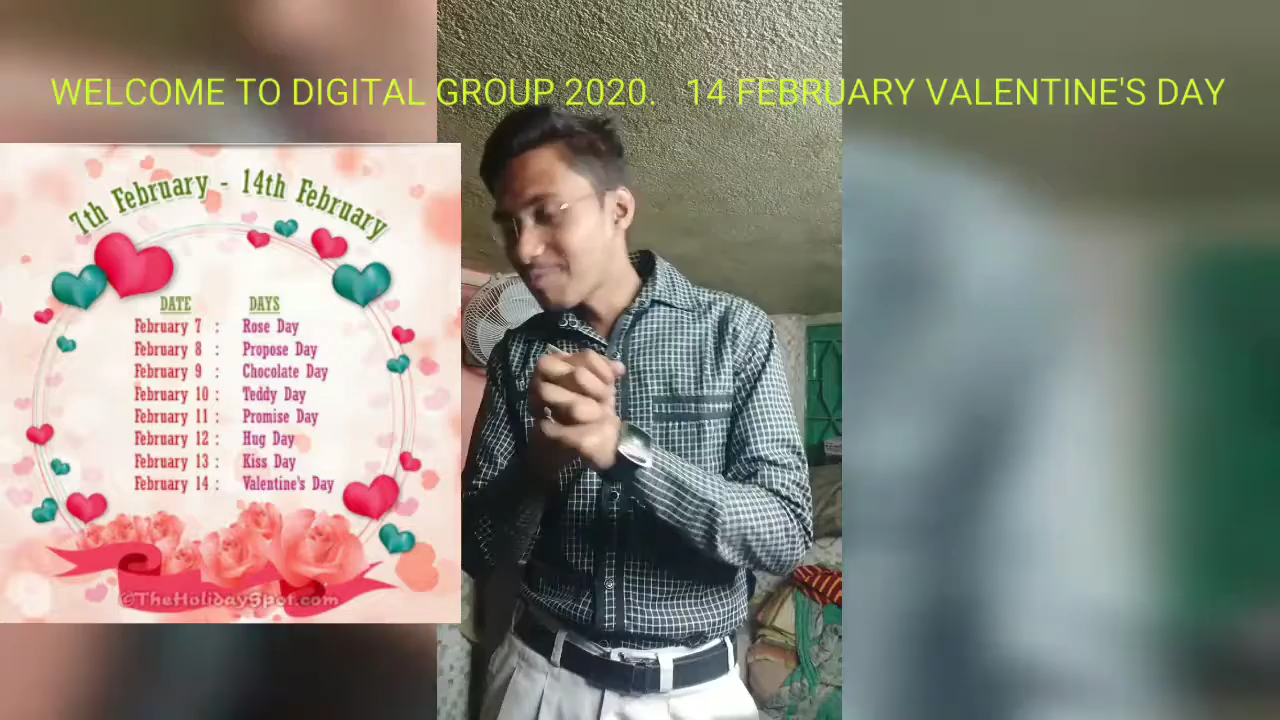 WELCOME TO DIGITAL GROUP 2020. 14 FEBRUARY VALENTINE'S DAY
7th February - 14th February
DATE DAYS
February 7 : Rose Day
February 8 : Propose Day
February 9 : Chocolate Day
February 10 : Teddy Day
February 11 : Promise Day
February 12 : Hug Day
February 13 : Kiss Day
February 14 : Valentine's Day
©TheHolidaySpot.com